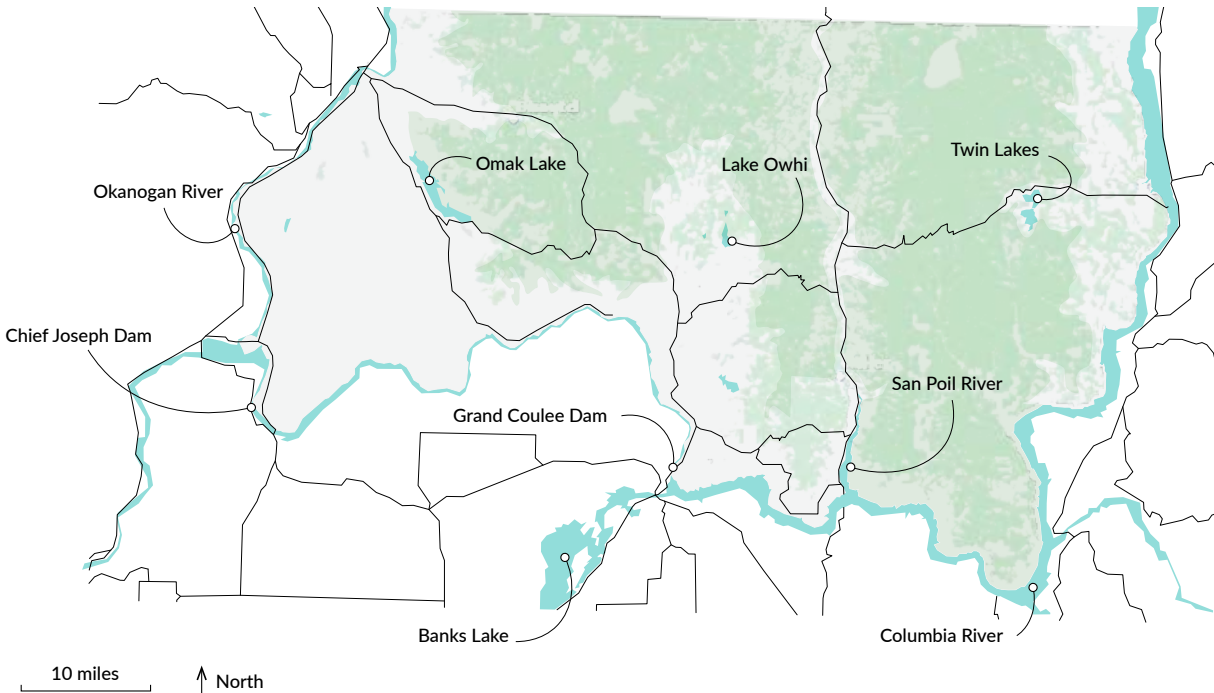 Twin Lakes
Omak Lake
Lake Owhi
Okanogan River
Chief Joseph Dam
San Poil River
Grand Coulee Dam
Banks Lake
Columbia River
10 miles
North